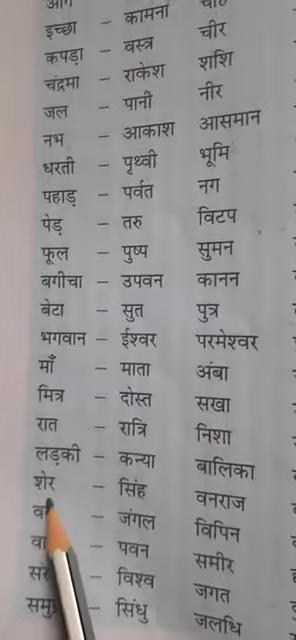 इच्छा – कामना चाह
कपड़ा – वस्त्र चीर
चंद्रमा – राकेश शशि
जल – पानी नीर
नभ – आकाश आसमान
धरती – पृथ्वी भूमि
पहाड़ – पर्वत नग
पेड़ – तरु विटप
फूल – पुष्प सुमन
बगीचा – उपवन कानन
बेटा – सुत पुत्र
भगवान – ईश्वर परमेश्वर
माँ – माता अंबा
मित्र – दोस्त सखा
रात – रात्रि निशा
लड़की – कन्या बालिका
शेर – सिंह वनराज
– जंगल विपिन
– पवन समीर
– विश्व जगत
– सिंधु जलधि